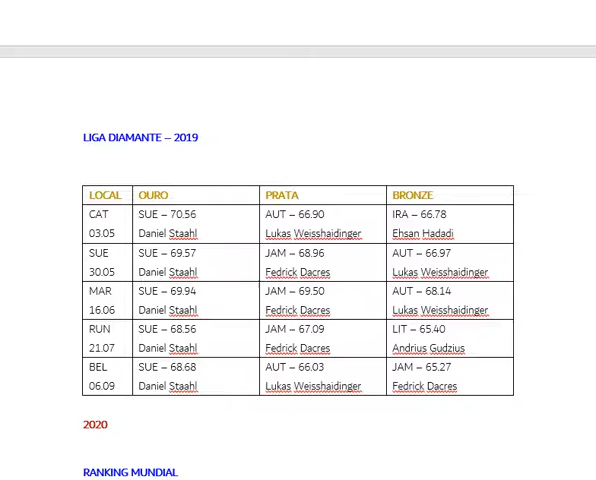 LIGA DIAMANTE – 2019
LOCAL OURO PRATA BRONZE
CAT SUE – 70.56 AUT – 66.90 IRA – 66.78
03.05 Daniel Staahl Lukas Weisshaidinger Ehsan Hadadi
SUE SUE – 69.57 JAM – 68.96 AUT – 66.97
30.05 Daniel Staahl Fedrick Dacres Lukas Weisshaidinger
MAR SUE – 69.94 JAM – 69.50 AUT – 68.14
16.06 Daniel Staahl Fedrick Dacres Lukas Weisshaidinger
RUN SUE – 68.56 JAM – 67.09 LIT – 65.40
21.07 Daniel Staahl Fedrick Dacres Andrius Gudzius
BEL SUE – 68.68 AUT – 66.03 JAM – 65.27
06.09 Daniel Staahl Lukas Weisshaidinger Fedrick Dacres
2020
RANKING MUNDIAL